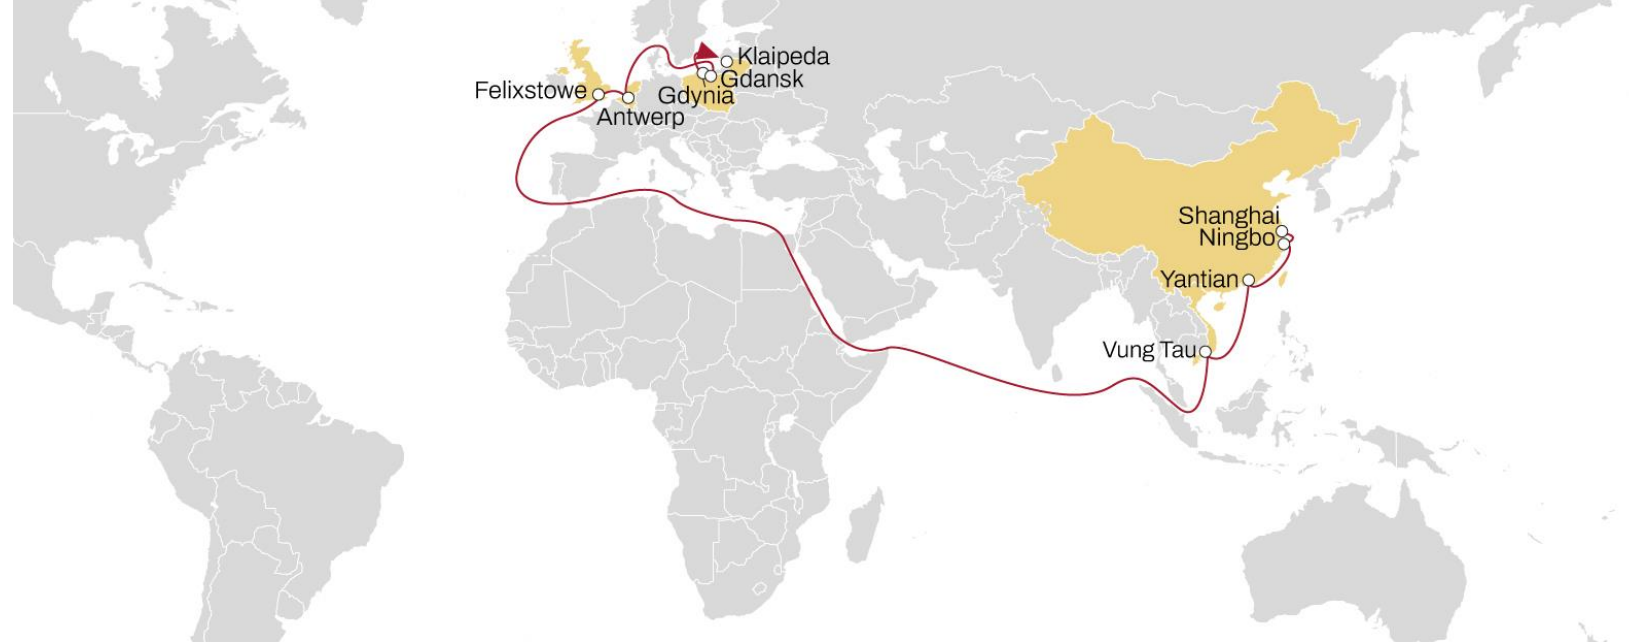 Klaipeda
Gdansk
Felixstowe
Gdynia
Antwerp
Shanghai
Ningbo
Yantian
Vung Tau